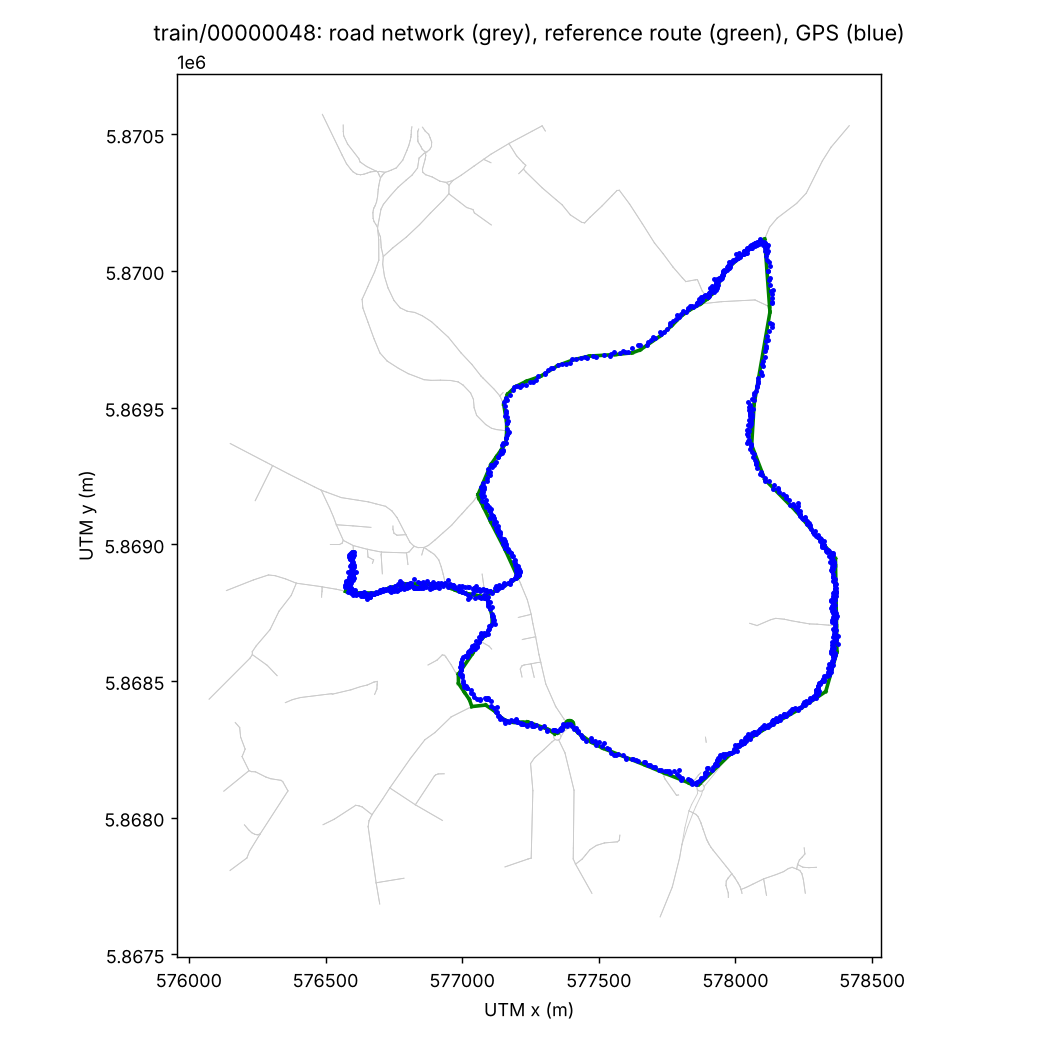 train/00000048: road network (grey), reference route (green), GPS (blue)
1e6
5.8705
5.8700
5.8695
5.8690
5.8685
5.8680
5.8675
UTM y (m)
576000 576500 577000 577500 578000 578500
UTM x (m)